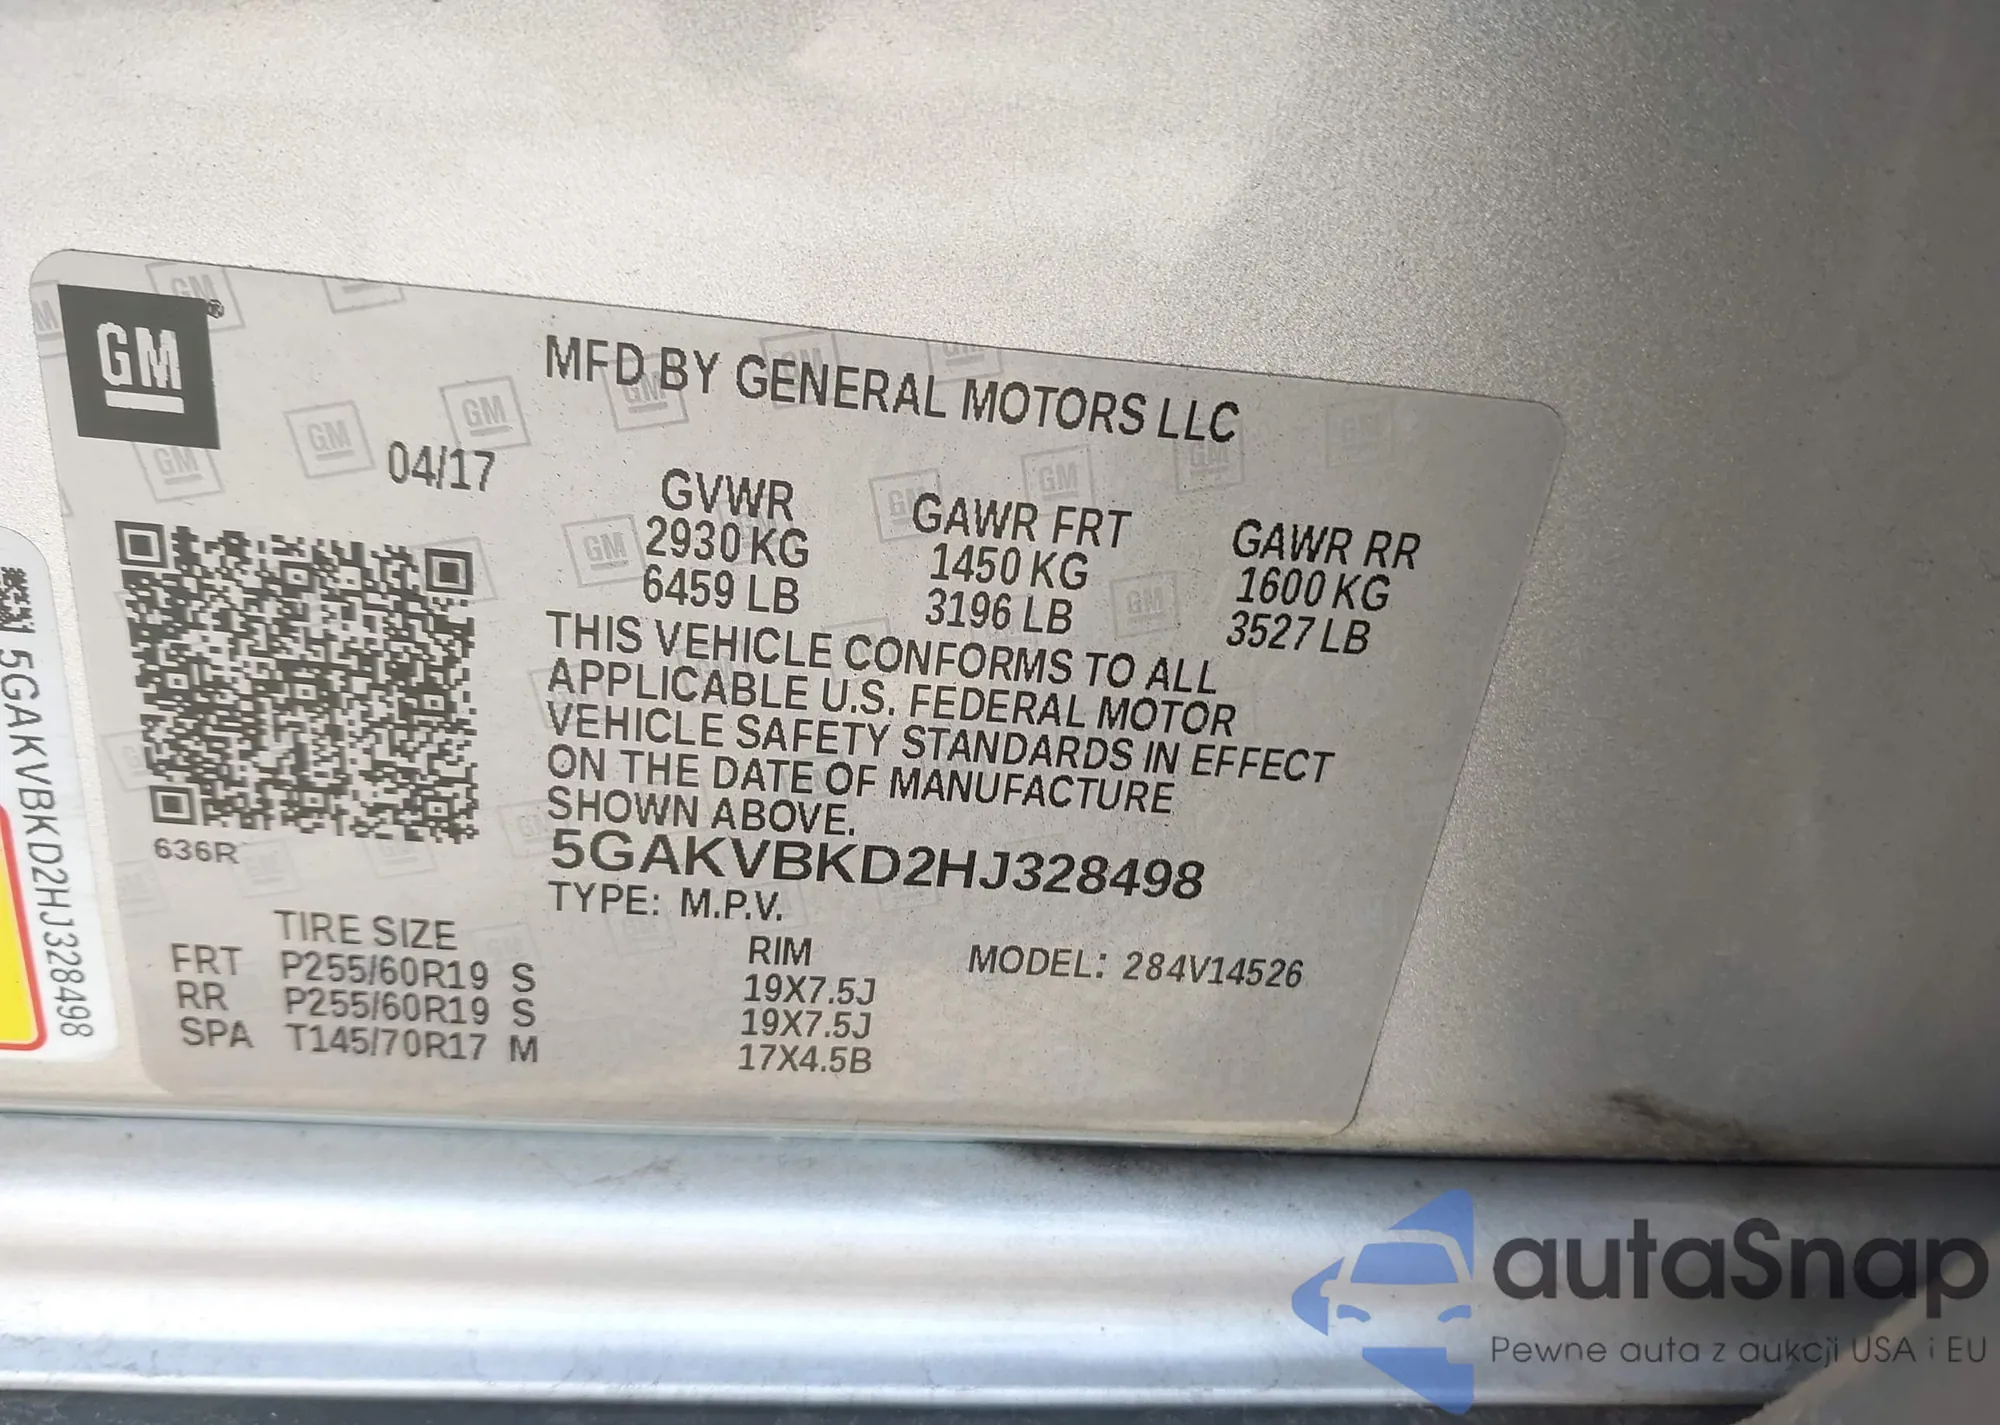 GM
MFD BY GENERAL MOTORS LLC
04/17
GVWR GAWR FRT GAWR RR
2930 KG 1450 KG 1600 KG
6459 LB 3196 LB 3527 LB
THIS VEHICLE CONFORMS TO ALL
APPLICABLE U.S. FEDERAL MOTOR
VEHICLE SAFETY STANDARDS IN EFFECT
ON THE DATE OF MANUFACTURE
SHOWN ABOVE.
636R
5GAKVBKD2HJ328498
TYPE: M.P.V.
TIRE SIZE RIM MODEL: 284V14526
FRT P255/60R19 S 19X7.5J
RR P255/60R19 S 19X7.5J
SPA T145/70R17 M 17X4.5B
5GAKVBKD2HJ328498
autaSnap
Pewne auta z aukcji USA i EU